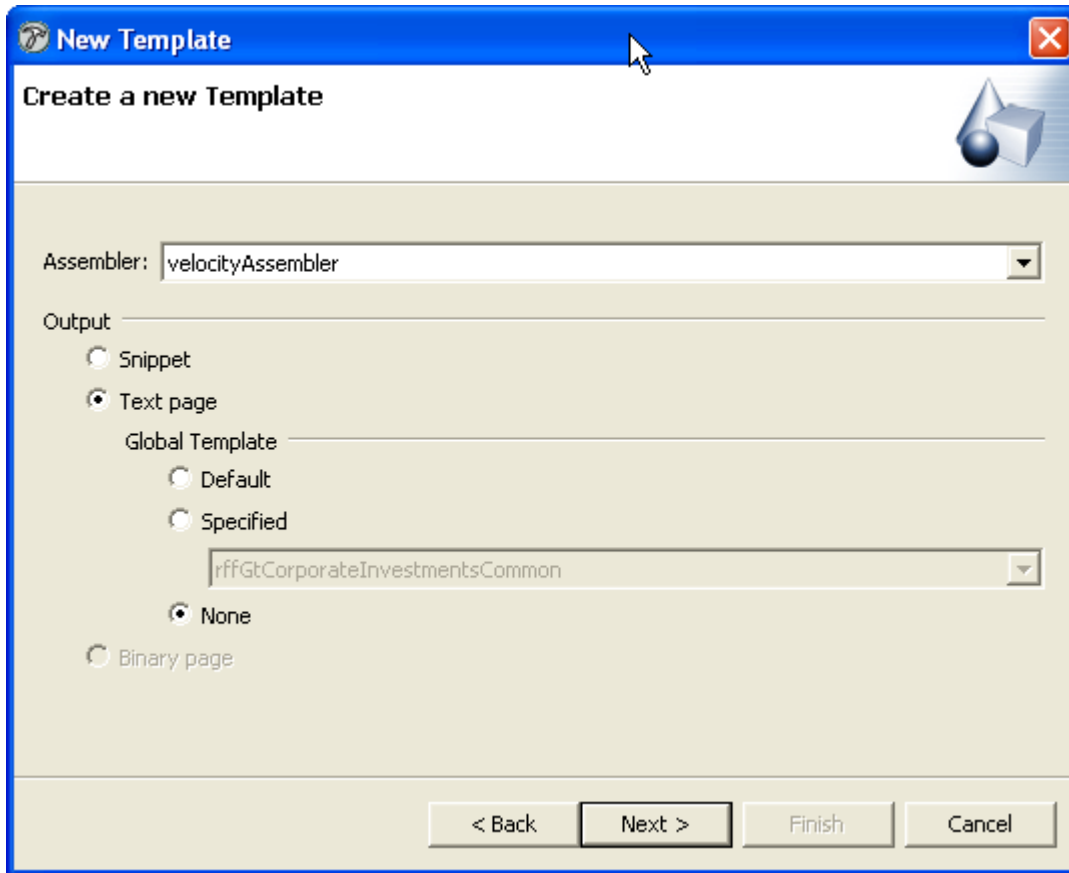 New Template
Create a new Template
Assembler: velocityAssembler
Output
Snippet
Text page
Global Template
Default
Specified
rffGtCorporateInvestmentsCommon
None
Binary page
< Back Next > Finish Cancel